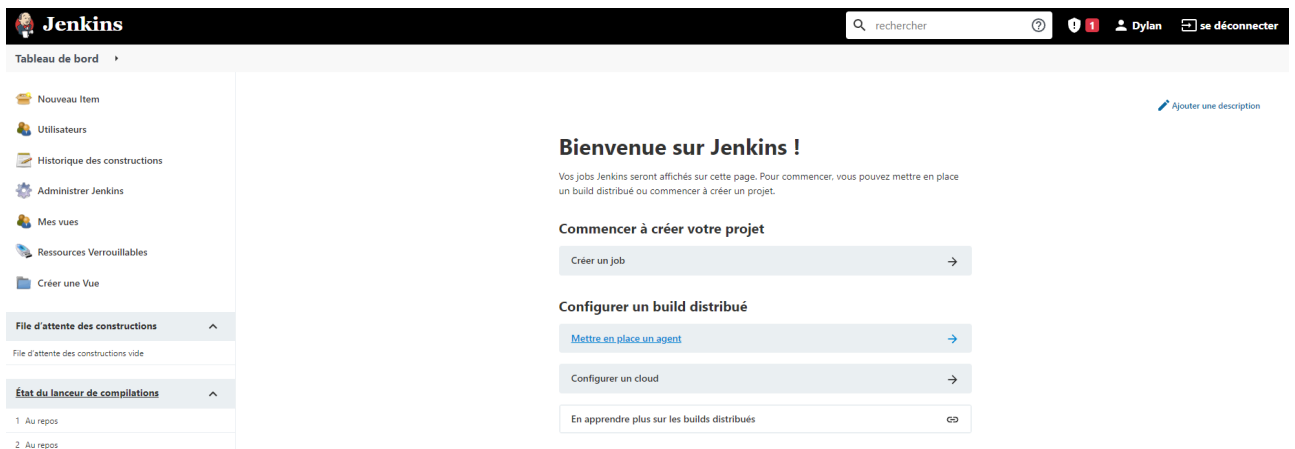 Jenkins
rechercher
1
Dylan
se déconnecter
Tableau de bord
Nouveau Item
Utilisateurs
Historique des constructions
Administrer Jenkins
Mes vues
Ressources Verrouillables
Créer une Vue
File d'attente des constructions
File d'attente des constructions vide
État du lanceur de compilations
1 Au repos
2 Au repos
Ajouter une description
Bienvenue sur Jenkins !
Vos jobs Jenkins seront affichés sur cette page. Pour commencer, vous pouvez mettre en place
un build distribué ou commencer à créer un projet.
Commencer à créer votre projet
Créer un job
Configurer un build distribué
Mettre en place un agent
Configurer un cloud
En apprendre plus sur les builds distribués